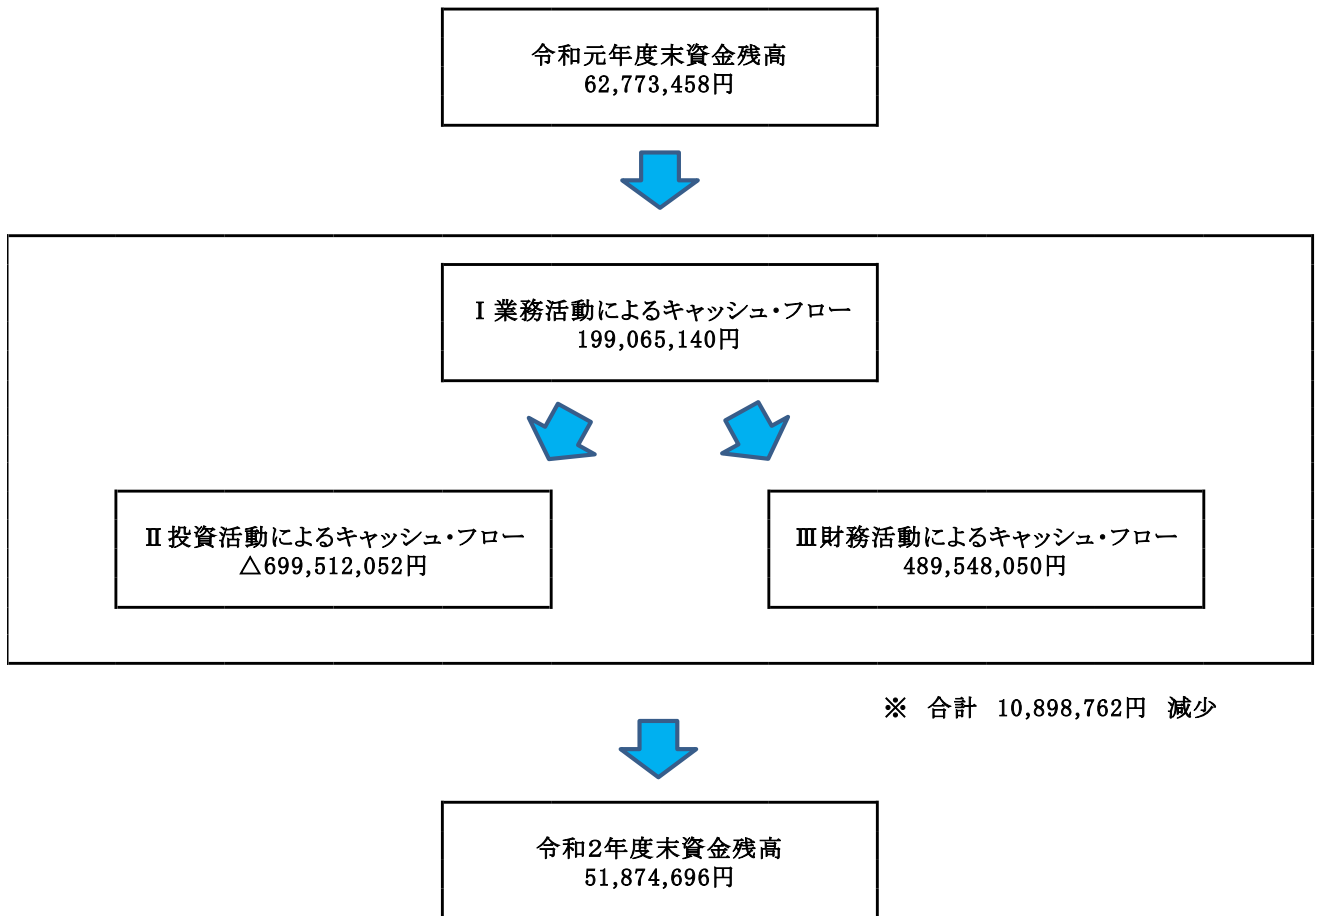 令和元年度末資金残高
62,773,458円
Ⅰ 業務活動によるキャッシュ・フロー
199,065,140円
Ⅱ 投資活動によるキャッシュ・フロー
△699,512,052円
Ⅲ財務活動によるキャッシュ・フロー
489,548,050円
※ 合計 10,898,762円 減少
令和2年度末資金残高
51,874,696円